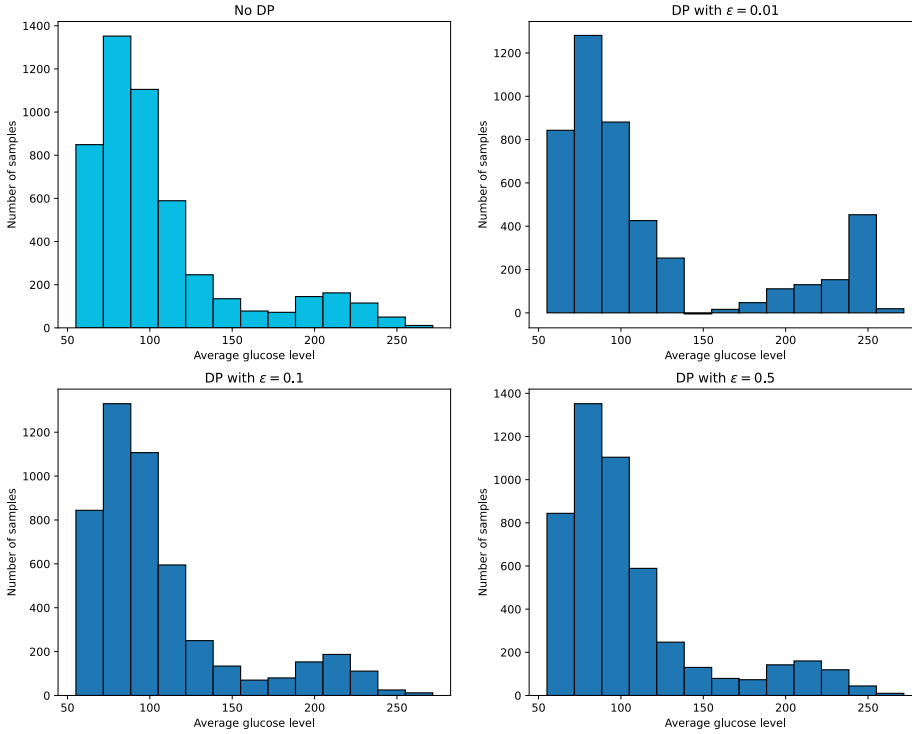 No DP
1400
1200
1000
800
600
400
200
0
Number of samples
50 100 150 200 250
Average glucose level
DP with ε = 0.01
1200
1000
800
600
400
200
0
Number of samples
50 100 150 200 250
Average glucose level
DP with ε = 0.1
1200
1000
800
600
400
200
0
Number of samples
50 100 150 200 250
Average glucose level
DP with ε = 0.5
1400
1200
1000
800
600
400
200
0
Number of samples
50 100 150 200 250
Average glucose level